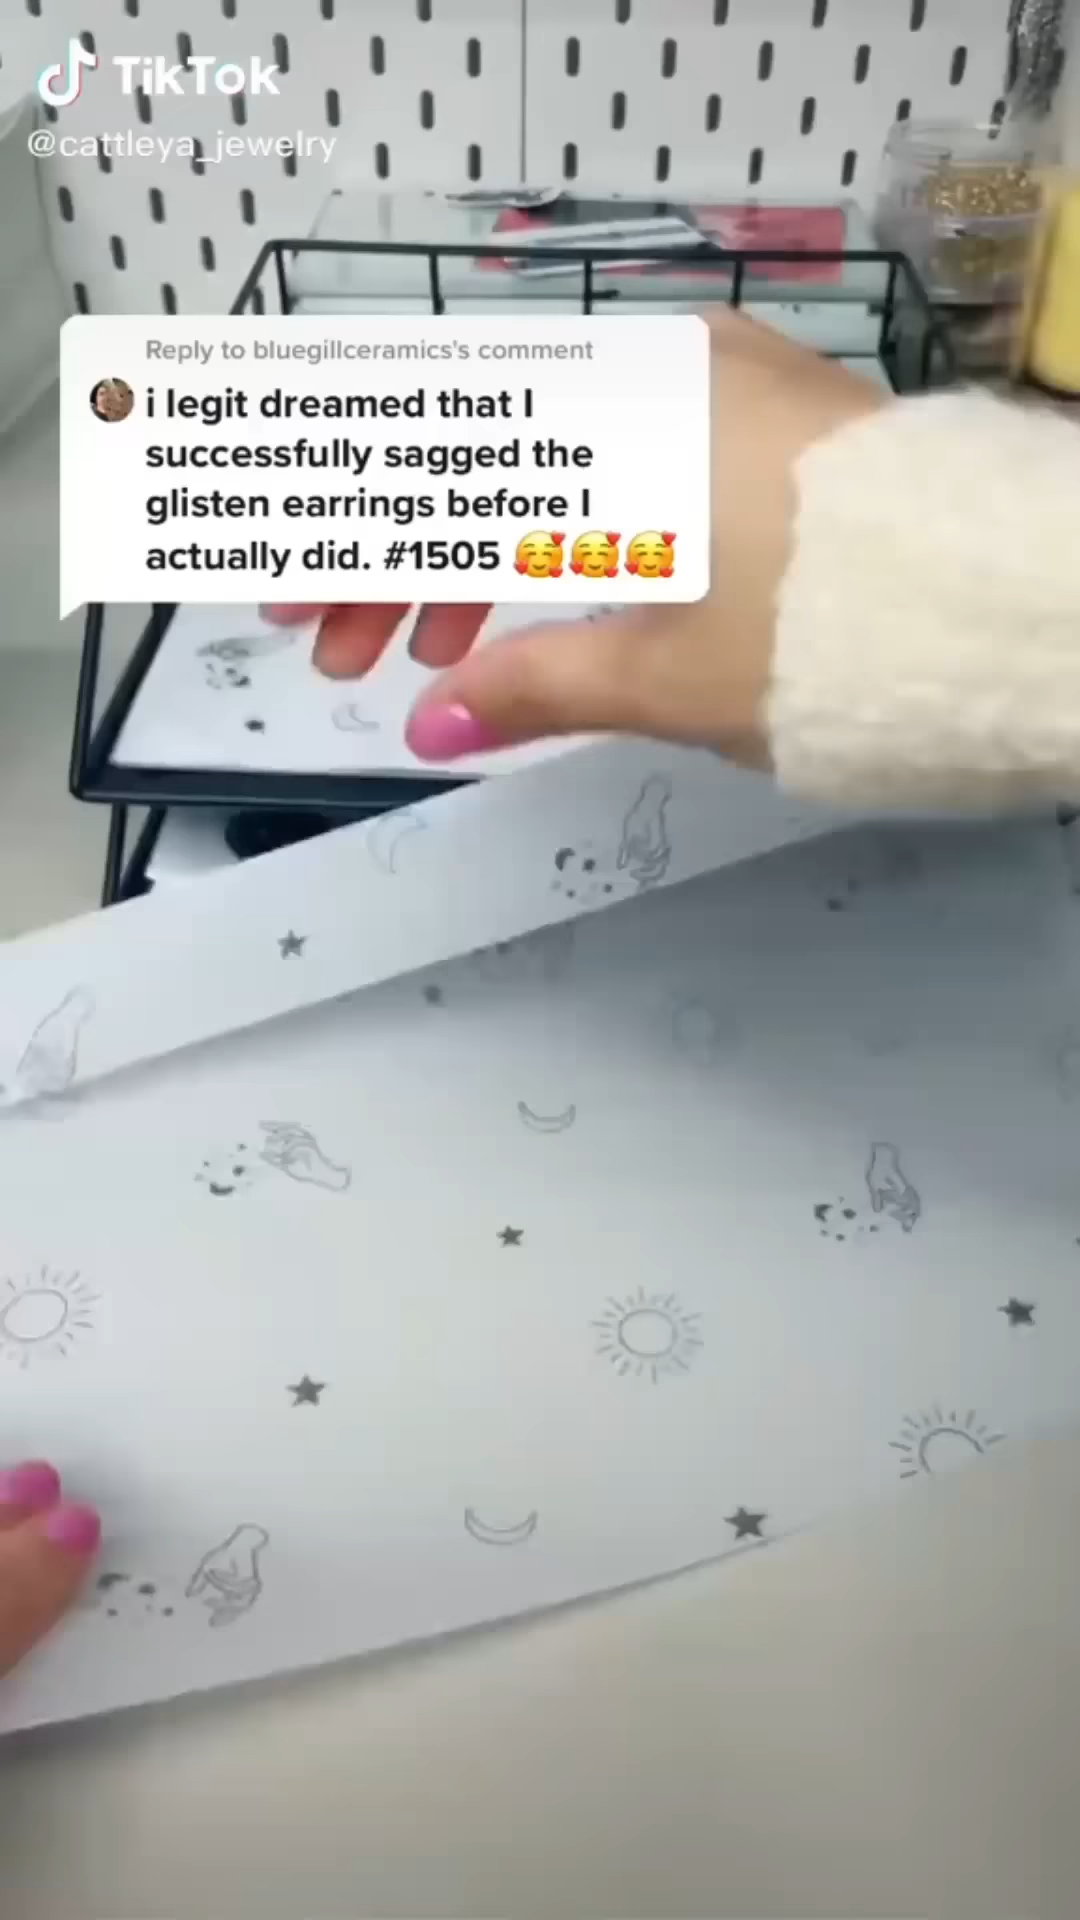 TikTok
@cattleya_jewelry
Reply to bluegillceramics's comment
i legit dreamed that I
successfully sagged the
glisten earrings before I
actually did. #1505 🥰🥰🥰